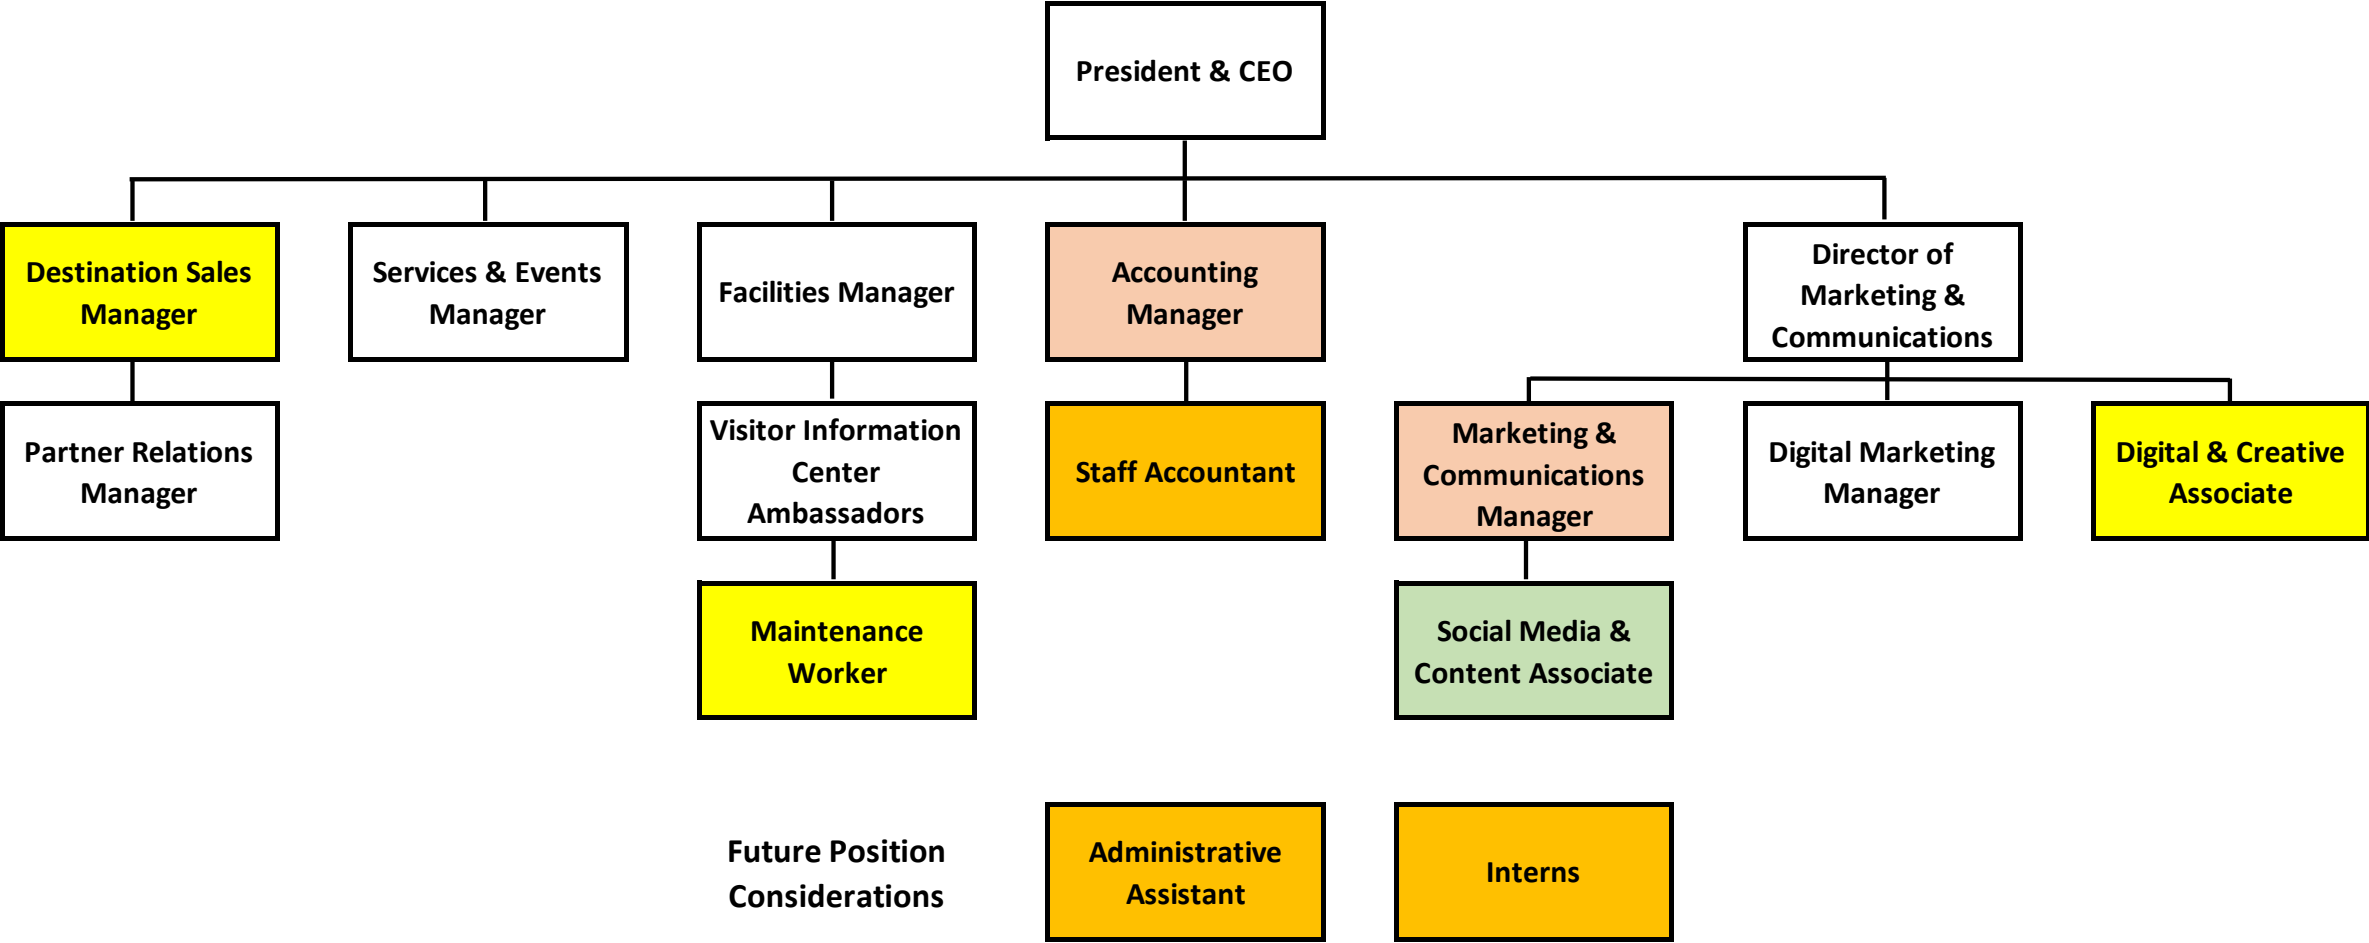 President & CEO
Destination Sales
Manager
Services & Events
Manager
Facilities Manager
Accounting
Manager
Director of
Marketing &
Communications
Partner Relations
Manager
Visitor Information
Center
Ambassadors
Staff Accountant
Marketing &
Communications
Manager
Digital Marketing
Manager
Digital & Creative
Associate
Maintenance
Worker
Social Media &
Content Associate
Future Position
Considerations
Administrative
Assistant
Interns